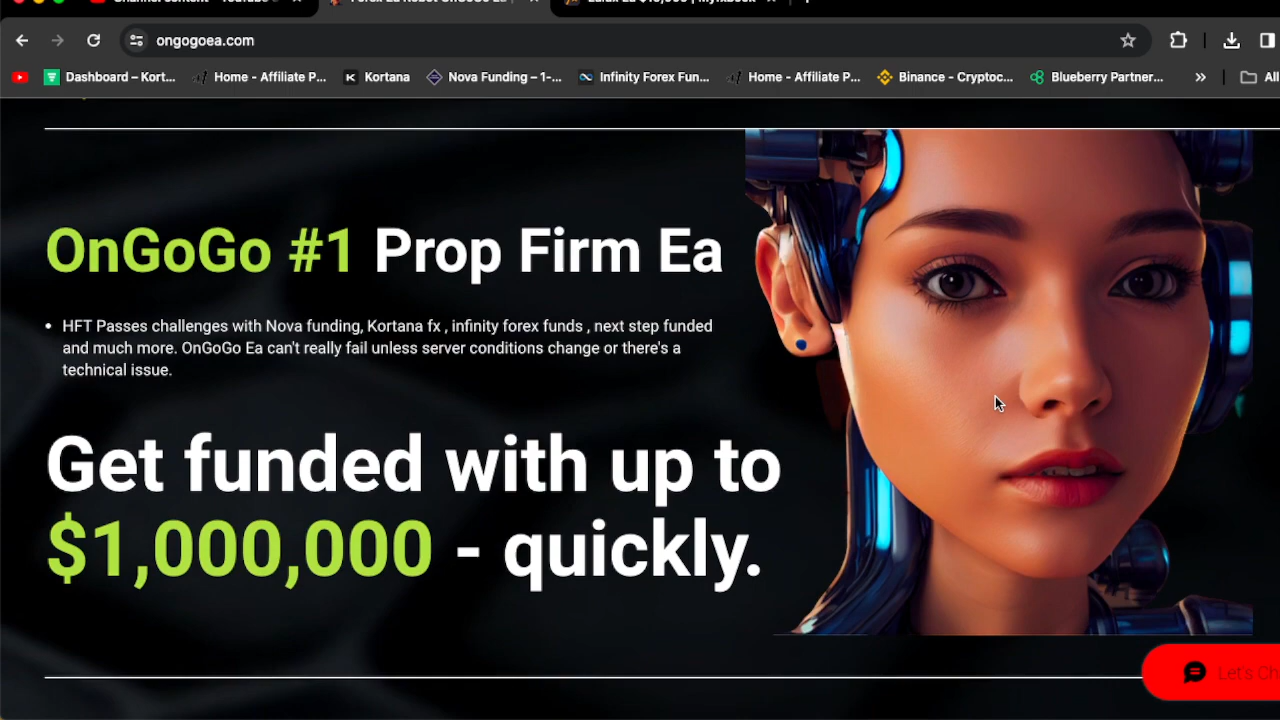 ongogoea.com
Dashboard – Kort...
Home - Affiliate P...
Kortana
Nova Funding – 1-...
Infinity Forex Fun...
Home - Affiliate P...
Binance - Cryptoc...
Blueberry Partner...
»
All
OnGoGo #1 Prop Firm Ea
• HFT Passes challenges with Nova funding, Kortana fx , infinity forex funds , next step funded
and much more. OnGoGo Ea can't really fail unless server conditions change or there's a
technical issue.
Get funded with up to
$1,000,000 - quickly.
Let's Ch